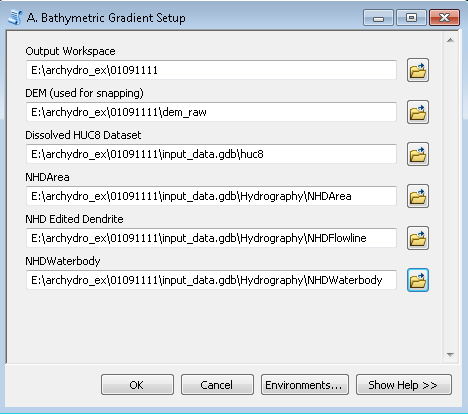 A. Bathymetric Gradient Setup
Output Workspace
E:\archydro_ex\01091111
DEM (used for snapping)
E:\archydro_ex\01091111\dem_raw
Dissolved HUC8 Dataset
E:\archydro_ex\01091111\input_data.gdb\huc8
NHDArea
E:\archydro_ex\01091111\input_data.gdb\Hydrography\NHDArea
NHD Edited Dendrite
E:\archydro_ex\01091111\input_data.gdb\Hydrography\NHDFlowline
NHDWaterbody
E:\archydro_ex\01091111\input_data.gdb\Hydrography\NHDWaterbody
OK Cancel Environments... Show Help >>